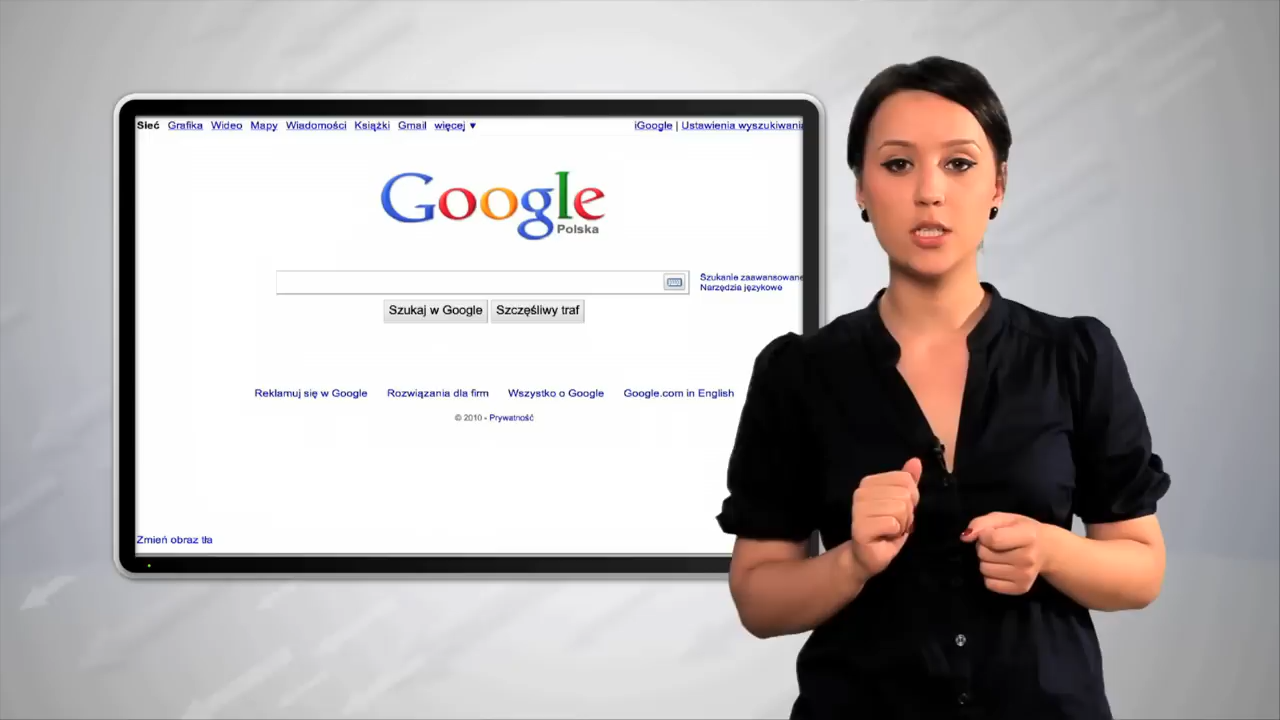 Sieć Grafika Wideo Mapy Wiadomości Książki Gmail więcej ▼ iGoogle | Ustawienia wyszukiwania
Google
Polska
Szukanie zaawansowane
Narzędzia językowe
Szukaj w Google Szczęśliwy traf
Reklamuj się w Google Rozwiązania dla firm Wszystko o Google Google.com in English
© 2010 - Prywatność
Zmień obraz tła